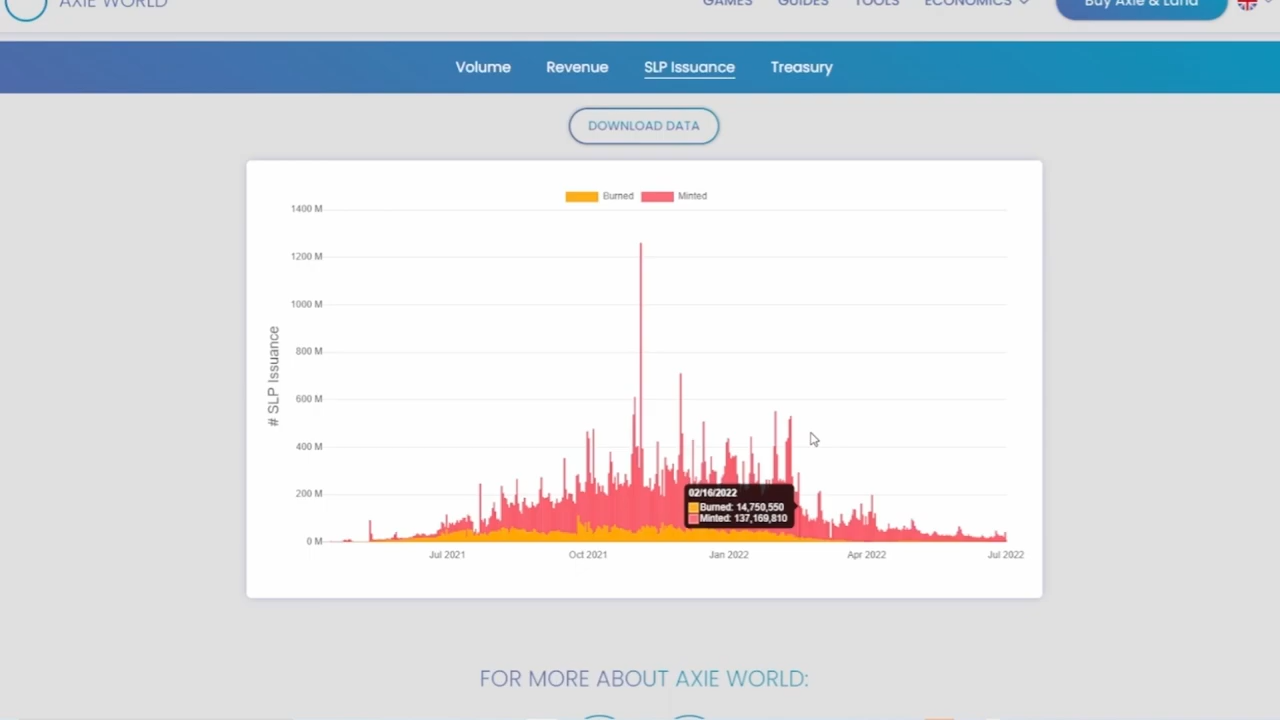 AXIE WORLD
GAMES GUIDES TOOLS ECONOMICS Buy Axie & Land
Volume Revenue SLP Issuance Treasury
DOWNLOAD DATA
Burned Minted
1400 M
1200 M
1000 M
800 M
600 M
400 M
200 M
0 M
# SLP Issuance
02/16/2022
Burned: 14,750,550
Minted: 137,169,810
Jul 2021 Oct 2021 Jan 2022 Apr 2022 Jul 2022
FOR MORE ABOUT AXIE WORLD: